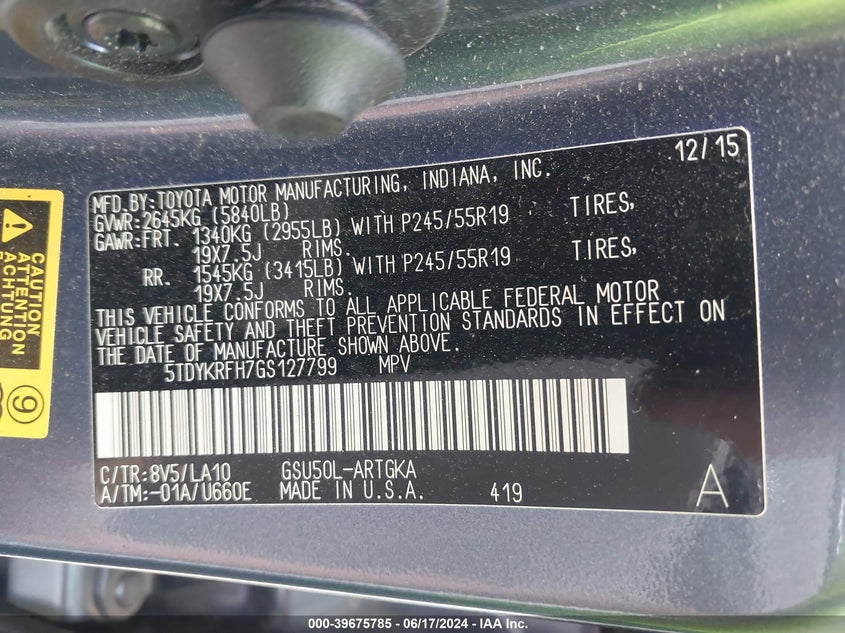 12/15
MFD.BY:TOYOTA MOTOR MANUFACTURING, INDIANA, INC.
GVWR:2645KG (5840LB)
GAWR:FRT. 1340KG (2955LB) WITH P245/55R19 TIRES,
19X7.5J RIMS.
RR. 1545KG (3415LB) WITH P245/55R19 TIRES,
19X7.5J RIMS.
THIS VEHICLE CONFORMS TO ALL APPLICABLE FEDERAL MOTOR
VEHICLE SAFETY AND THEFT PREVENTION STANDARDS IN EFFECT ON
THE DATE OF MANUFACTURE SHOWN ABOVE.
5TDYKRFH7GS127799 MPV
C/TR:8V5/LA10 GSU50L-ARTGKA
A/TM:-01A/U660E MADE IN U.S.A. 419 A
CAUTION
ATTENTION
ACHTUNG
9
000-39675785 - 06/17/2024 - IAA Inc.